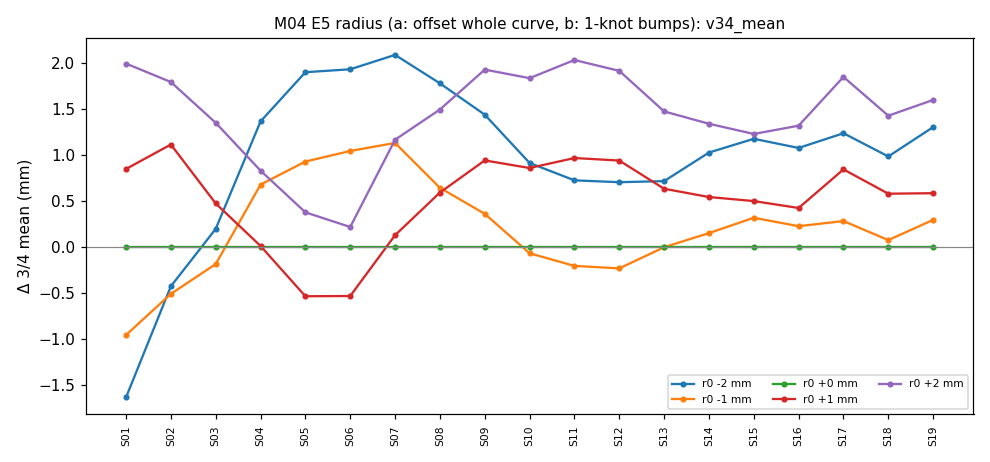 M04 E5 radius (a: offset whole curve, b: 1-knot bumps): v34_mean
Δ 3/4 mean (mm)
2.0
1.5
1.0
0.5
0.0
−0.5
−1.0
−1.5
r0 -2 mm
r0 -1 mm
r0 +0 mm
r0 +1 mm
r0 +2 mm
S01
S02
S03
S04
S05
S06
S07
S08
S09
S10
S11
S12
S13
S14
S15
S16
S17
S18
S19